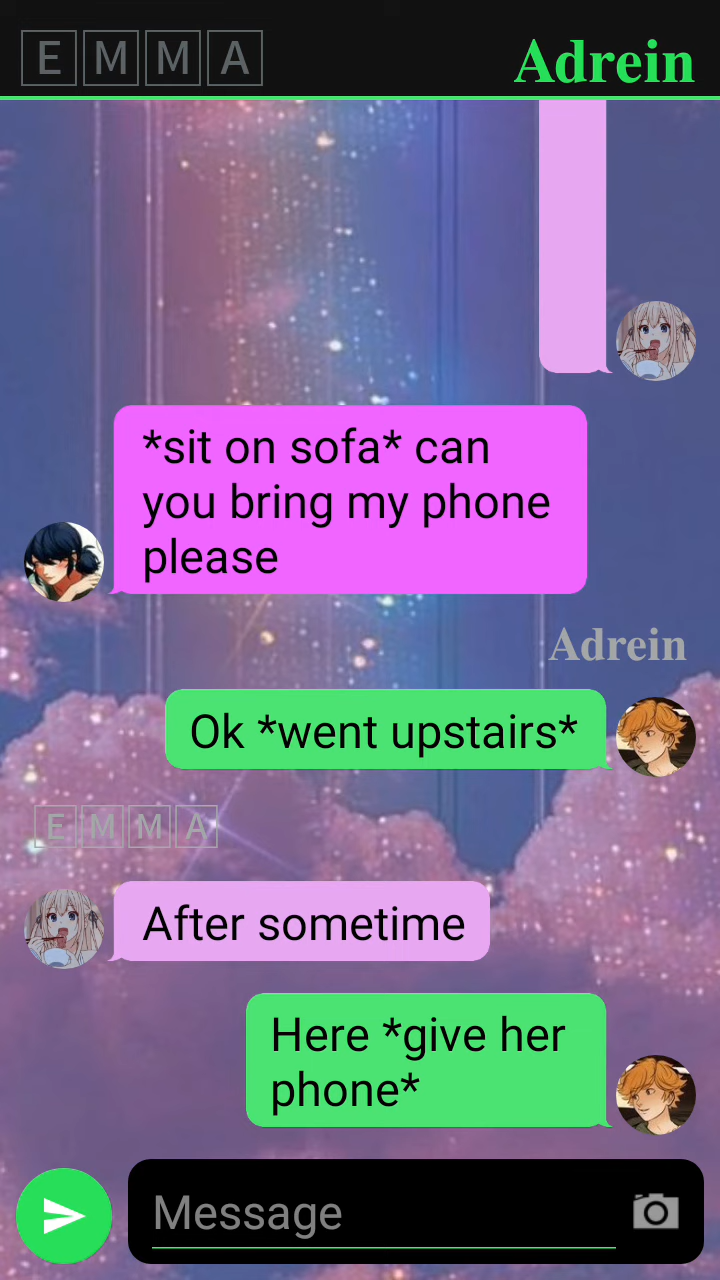 🄴🄼🄼🄰 Adrein
*sit on sofa* can
you bring my phone
please
Adrein
Ok *went upstairs*
🄴🄼🄼🄰
After sometime
Here *give her
phone*
Message